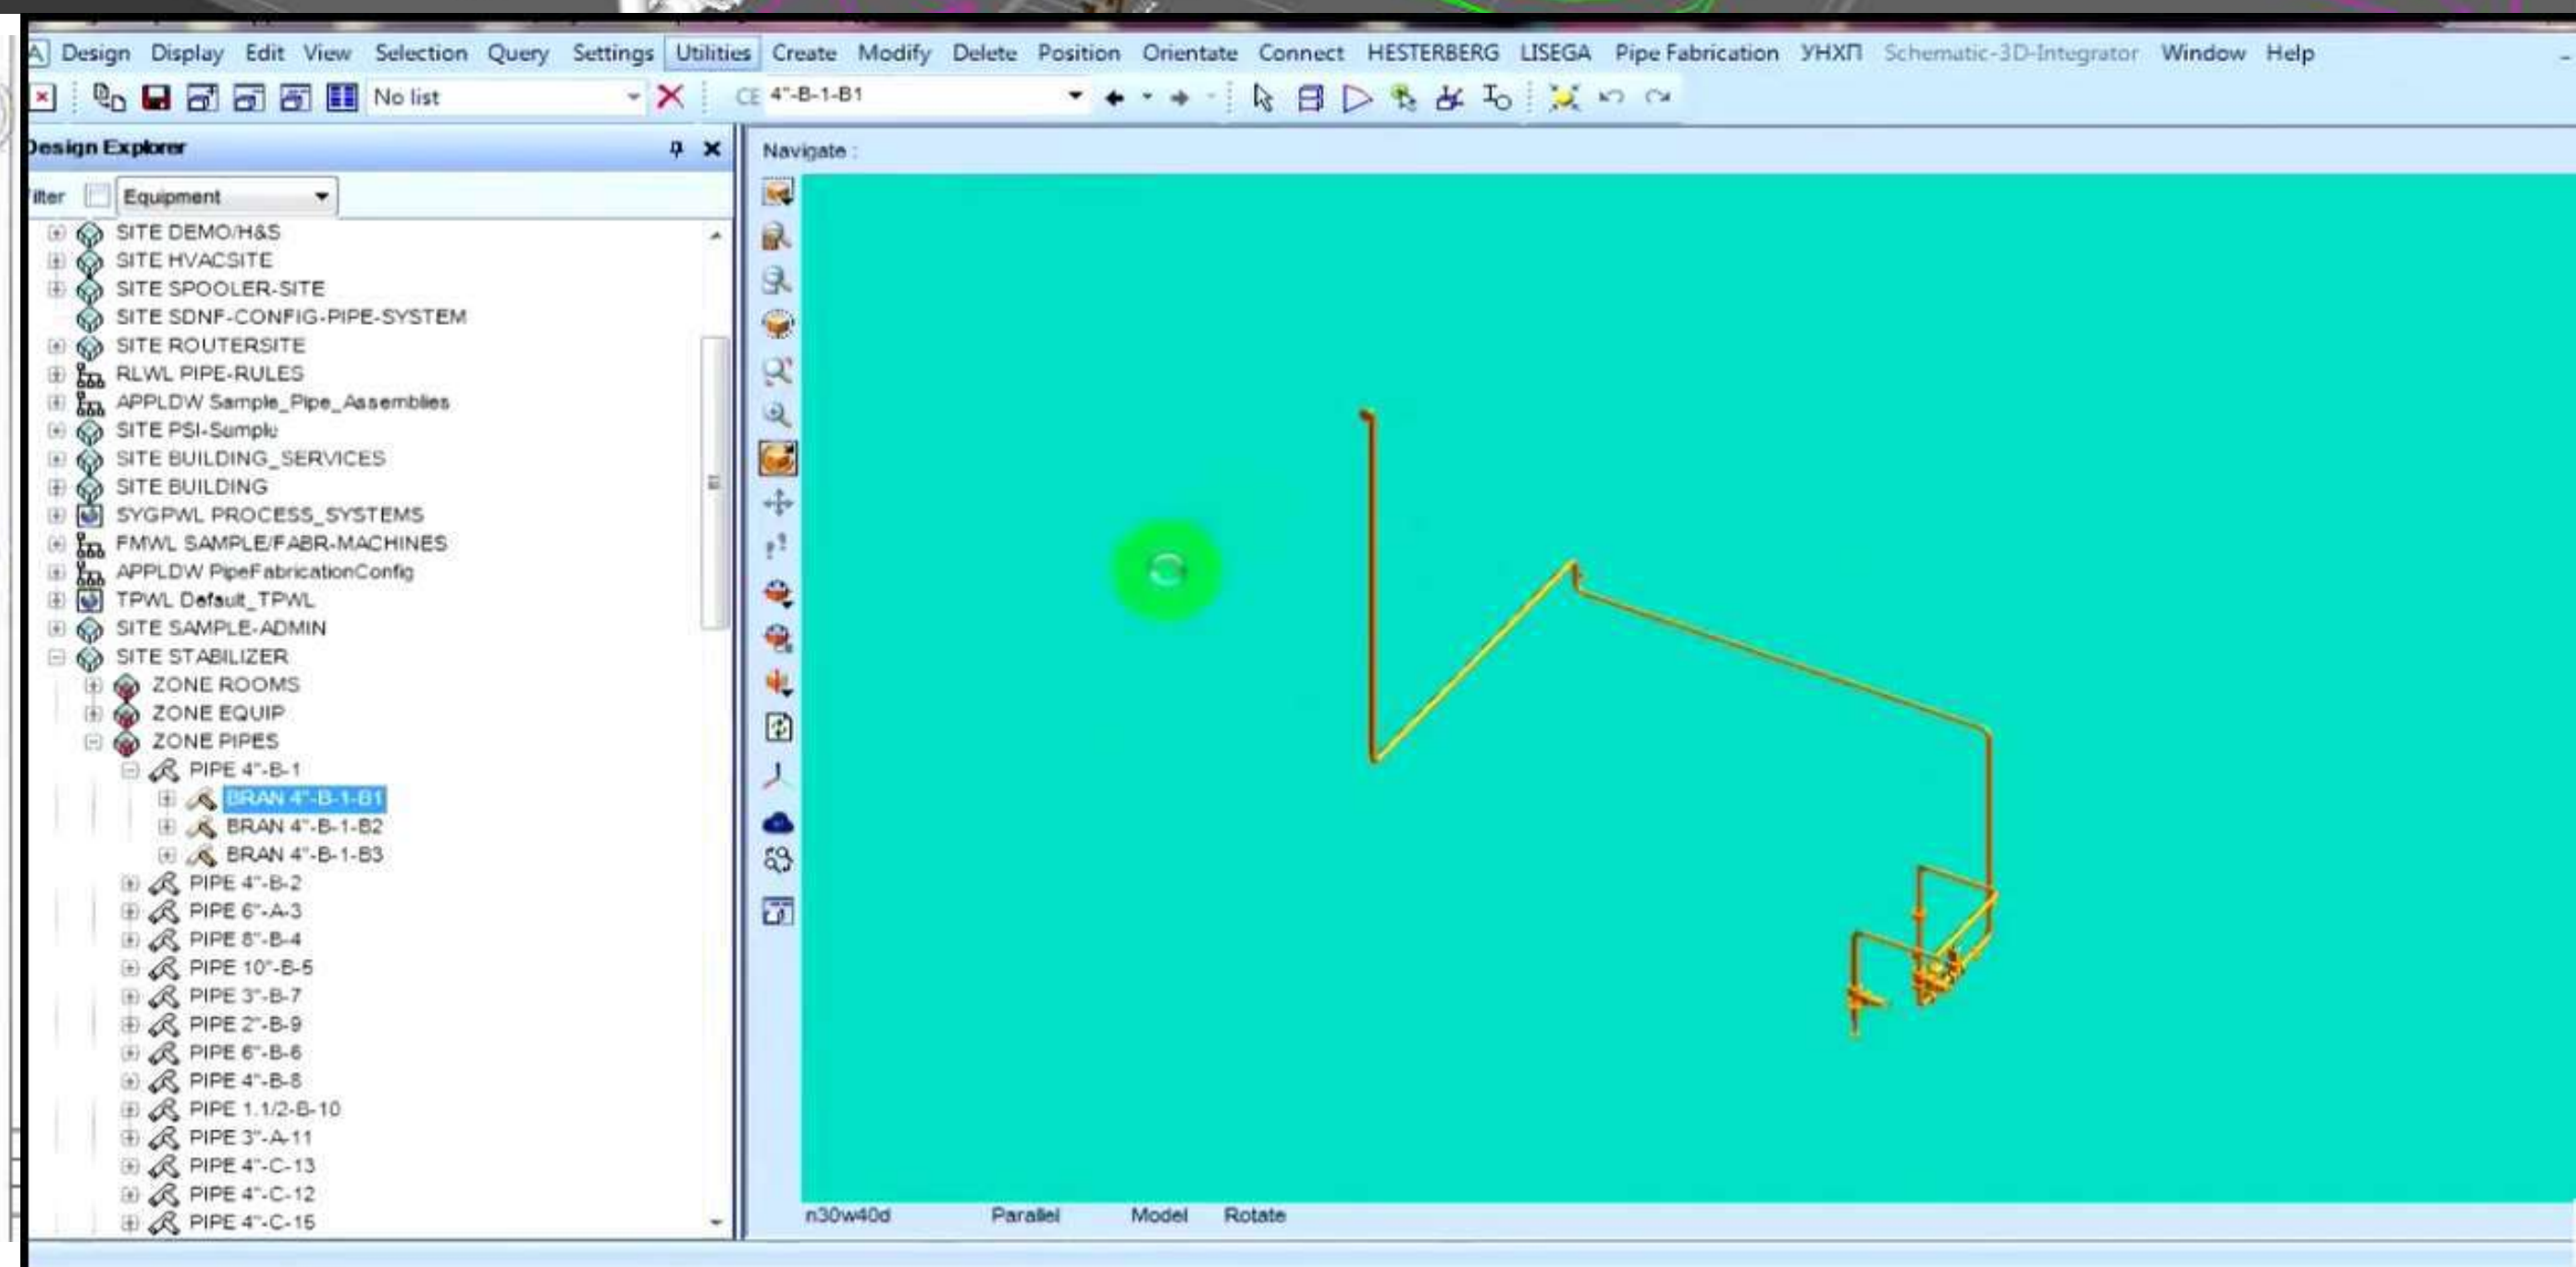 Design Display Edit View Selection Query Settings Utilities Create Modify Delete Position Orientate Connect HESTERBERG LISEGA Pipe Fabrication УНХП Schematic-3D-Integrator Window Help
No list CE 4"-B-1-B1
Design Explorer
Navigate :
Filter Equipment
SITE DEMO/H&S
SITE HVACSITE
SITE SPOOLER-SITE
SITE SDNF-CONFIG-PIPE-SYSTEM
SITE ROUTERSITE
RLWL PIPE-RULES
APPLDW Sample_Pipe_Assemblies
SITE PSI-Sample
SITE BUILDING_SERVICES
SITE BUILDING
SYGPWL PROCESS_SYSTEMS
FMWL SAMPLE/FABR-MACHINES
APPLDW PipeFabricationConfig
TPWL Default_TPWL
SITE SAMPLE-ADMIN
SITE STABILIZER
ZONE ROOMS
ZONE EQUIP
ZONE PIPES
PIPE 4"-B-1
BRAN 4"-B-1-B1
BRAN 4"-B-1-B2
BRAN 4"-B-1-B3
PIPE 4"-B-2
PIPE 6"-A-3
PIPE 8"-B-4
PIPE 10"-B-5
PIPE 3"-B-7
PIPE 2"-B-9
PIPE 6"-B-6
PIPE 4"-B-8
PIPE 1.1/2-B-10
PIPE 3"-A-11
PIPE 4"-C-13
PIPE 4"-C-12
PIPE 4"-C-15
n30w40d Parallel Model Rotate